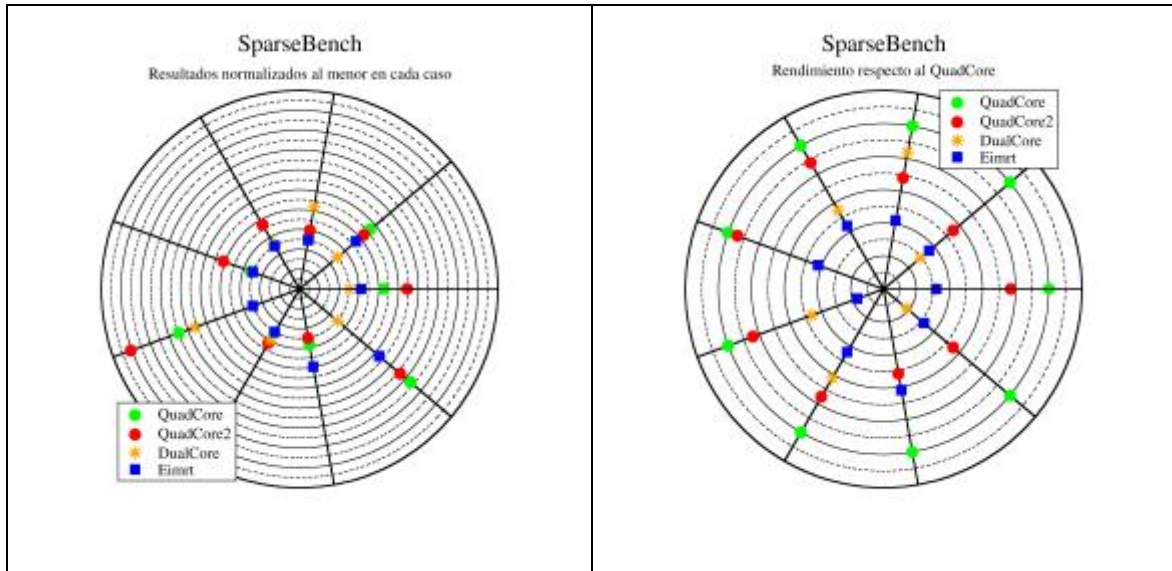 SparseBench
Resultados normalizados al menor en cada caso
QuadCore
QuadCore2
DualCore
Eimrt
SparseBench
Rendimiento respecto al QuadCore
QuadCore
QuadCore2
DualCore
Eimrt